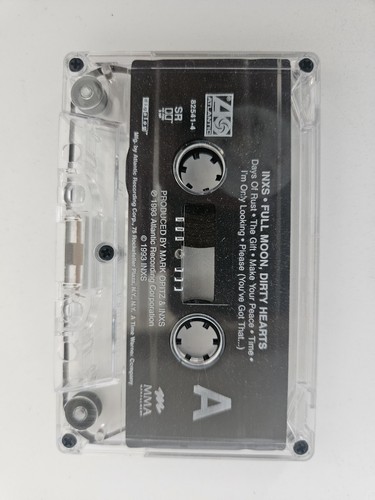 INXS • FULL MOON, DIRTY HEARTS
Days Of Rust • The Gift • Make Your Peace • Time •
I'm Only Looking • Please (You've Got That...)
ATLANTIC
82541-4
SR
A
MMA
PRODUCED BY MARK OPITZ & INXS
℗ 1993 Atlantic Recording Corporation
© 1993 INXS
Mfg. by Atlantic Recording Corp., 75 Rockefeller Plaza, N.Y., N.Y. A Time Warner Company